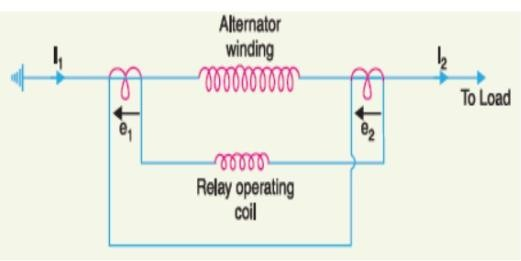 Alternator
winding
I₁
I₂
To Load
e₁
e₂
Relay operating
coil